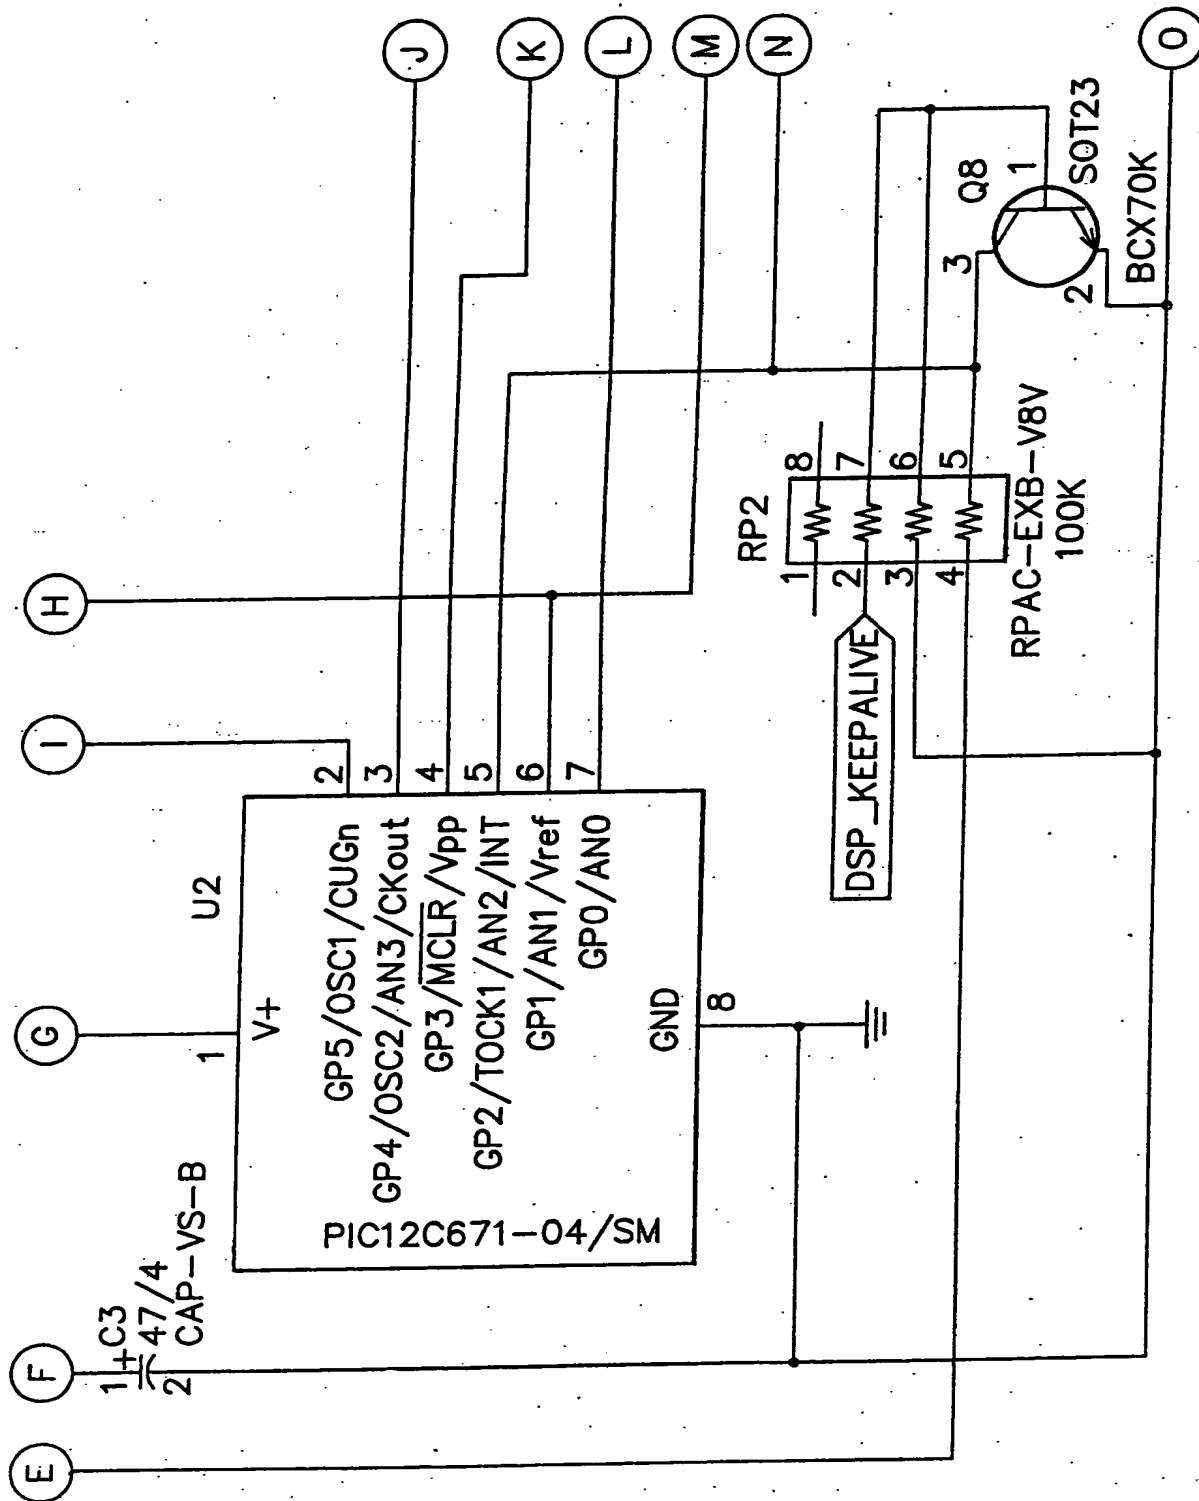 J
K
L
M
N
O
H
I
G
F
E
U2
1
V+
2
3
4
5
6
7
GP5/OSC1/CUGn
GP4/OSC2/AN3/CKout
GP3/MCLR/Vpp
GP2/TOCK1/AN2/INT
GP1/AN1/Vref
GP0/AN0
GND
8
PIC12C671-04/SM
1
+
C3
47/4
CAP-VS-B
2
RP2
1
2
3
4
8
7
6
5
RPAC-EXB-V8V
100K
DSP_KEEPALIVE
Q8
1
3
2
SOT23
BCX70K